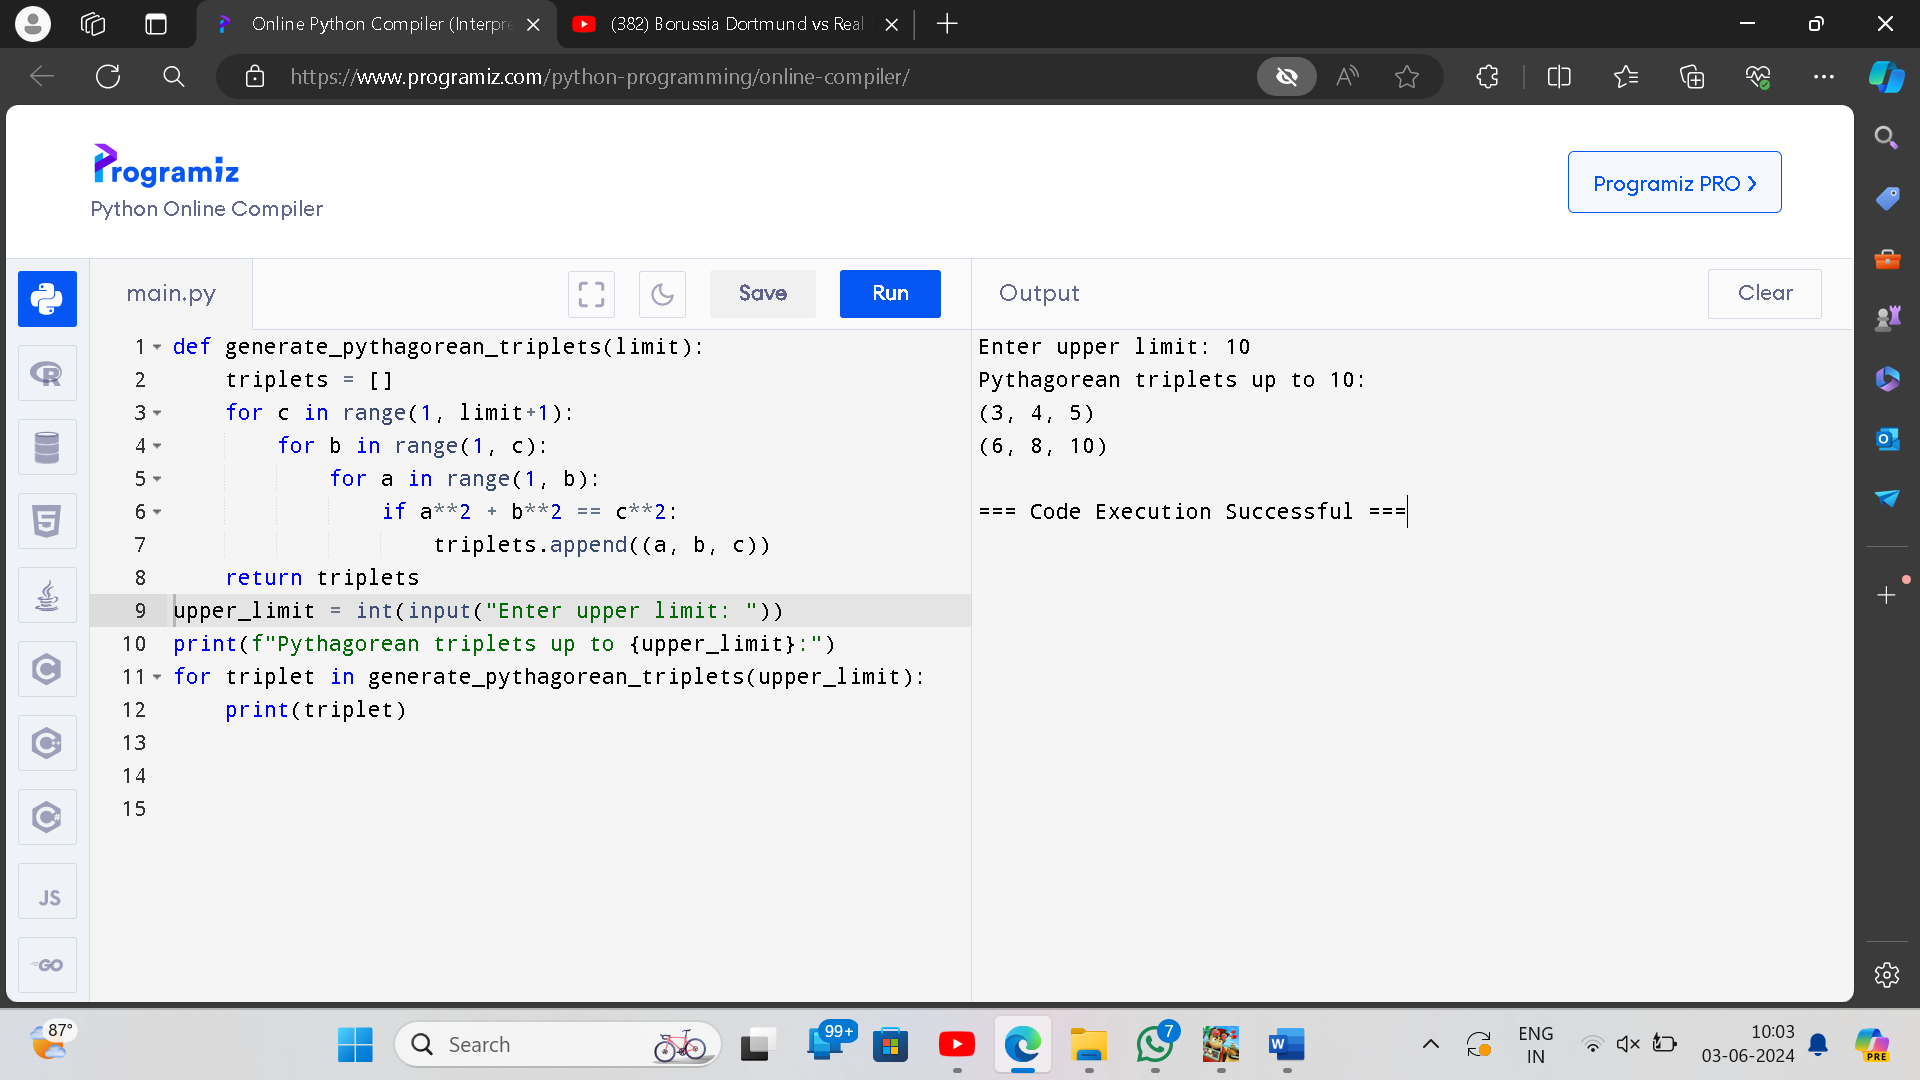 Online Python Compiler (Interpre
(382) Borussia Dortmund vs Real
https://www.programiz.com/python-programming/online-compiler/
Programiz
Python Online Compiler
Programiz PRO
main.py
Save
Run
Output
Clear
1 def generate_pythagorean_triplets(limit):
2     triplets = []
3     for c in range(1, limit+1):
4         for b in range(1, c):
5             for a in range(1, b):
6                 if a**2 + b**2 == c**2:
7                     triplets.append((a, b, c))
8     return triplets
9 upper_limit = int(input("Enter upper limit: "))
10 print(f"Pythagorean triplets up to {upper_limit}:")
11 for triplet in generate_pythagorean_triplets(upper_limit):
12     print(triplet)
13
14
15
Enter upper limit: 10
Pythagorean triplets up to 10:
(3, 4, 5)
(6, 8, 10)
=== Code Execution Successful ===
R
5
C
C++
C#
JS
GO
87°
Search
99+
7
W
ENG
IN
10:03
03-06-2024
PRE